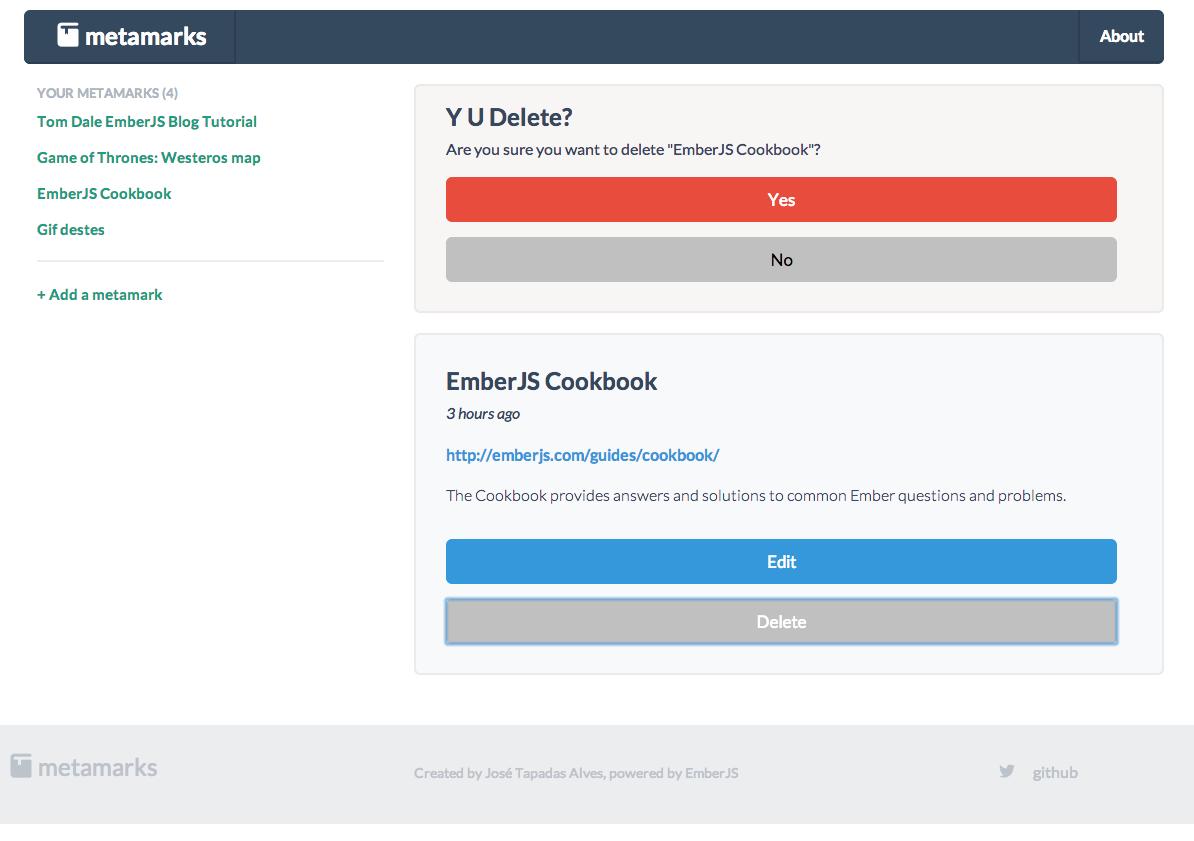 metamarks
About
YOUR METAMARKS (4)
Tom Dale EmberJS Blog Tutorial
Game of Thrones: Westeros map
EmberJS Cookbook
Gif destes
+ Add a metamark
Y U Delete?
Are you sure you want to delete "EmberJS Cookbook"?
Yes
No
EmberJS Cookbook
3 hours ago
http://emberjs.com/guides/cookbook/
The Cookbook provides answers and solutions to common Ember questions and problems.
Edit
Delete
metamarks
Created by José Tapadas Alves, powered by EmberJS
github